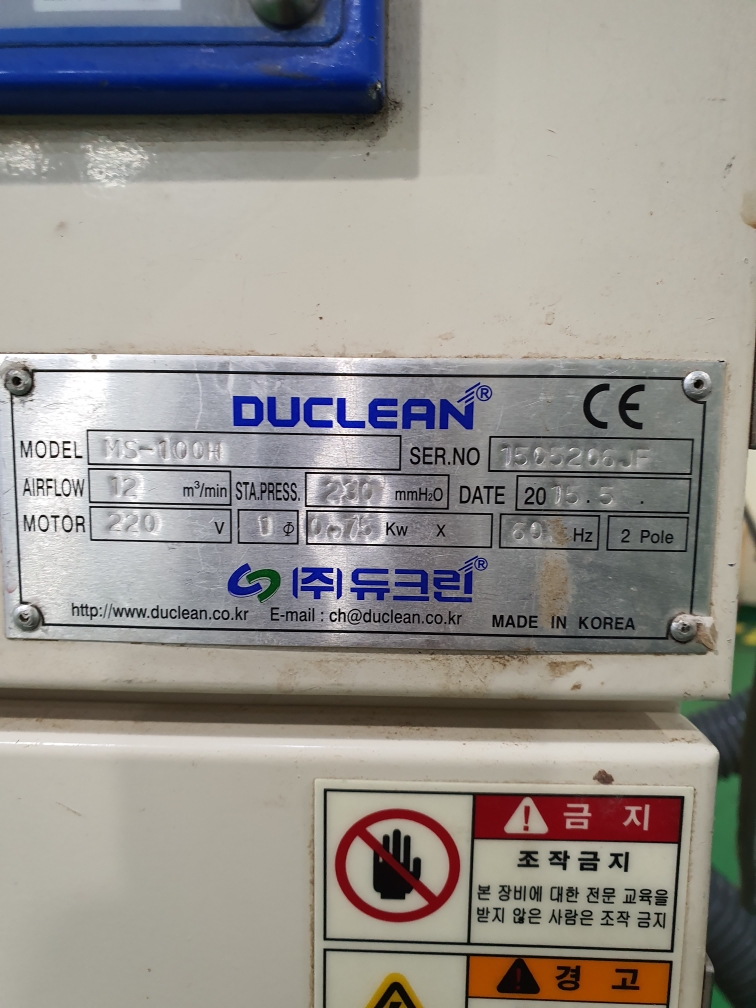 DUCLEAN® CE
MODEL MS-100H SER.NO 1505208JF
AIRFLOW 12 m³/min STA.PRESS. 230 mmH₂O DATE 2015.5 .
MOTOR 220 V 1 Φ 0.75 Kw X 60 Hz 2 Pole
(주)듀크린®
http://www.duclean.co.kr E-mail : ch@duclean.co.kr MADE IN KOREA
금 지
조작금지
본 장비에 대한 전문 교육을
받지 않은 사람은 조작 금지
경 고